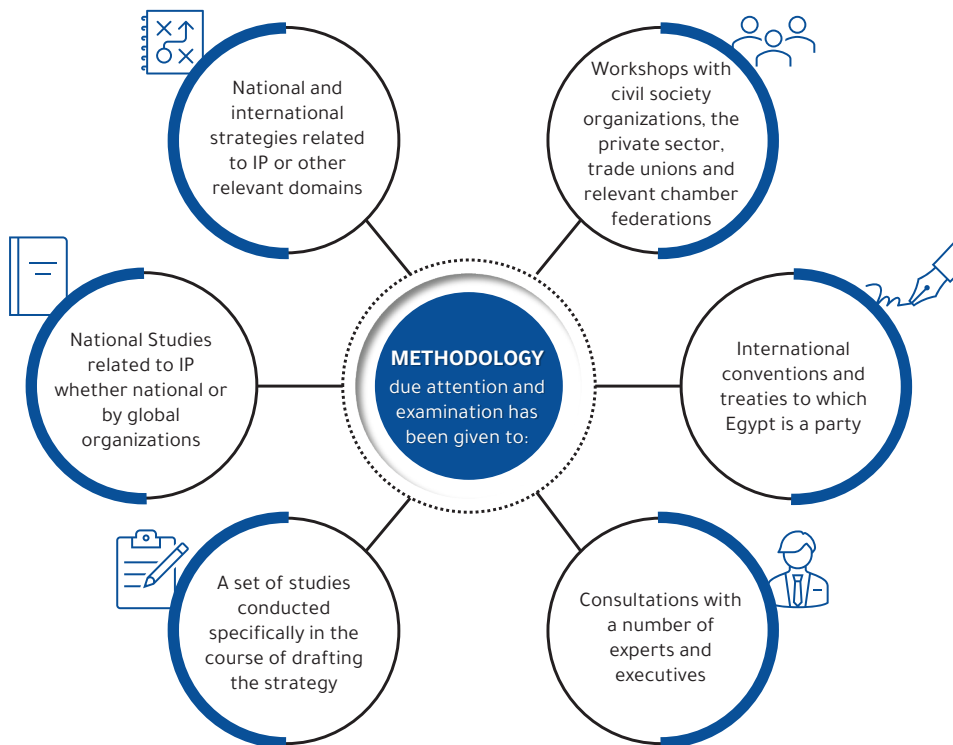 National and
international
strategies related
to IP or other
relevant domains
Workshops with
civil society
organizations, the
private sector,
trade unions and
relevant chamber
federations
National Studies
related to IP
whether national or
by global
organizations
METHODOLOGY
due attention and
examination has
been given to:
International
conventions and
treaties to which
Egypt is a party
A set of studies
conducted
specifically in the
course of drafting
the strategy
Consultations with
a number of
experts and
executives